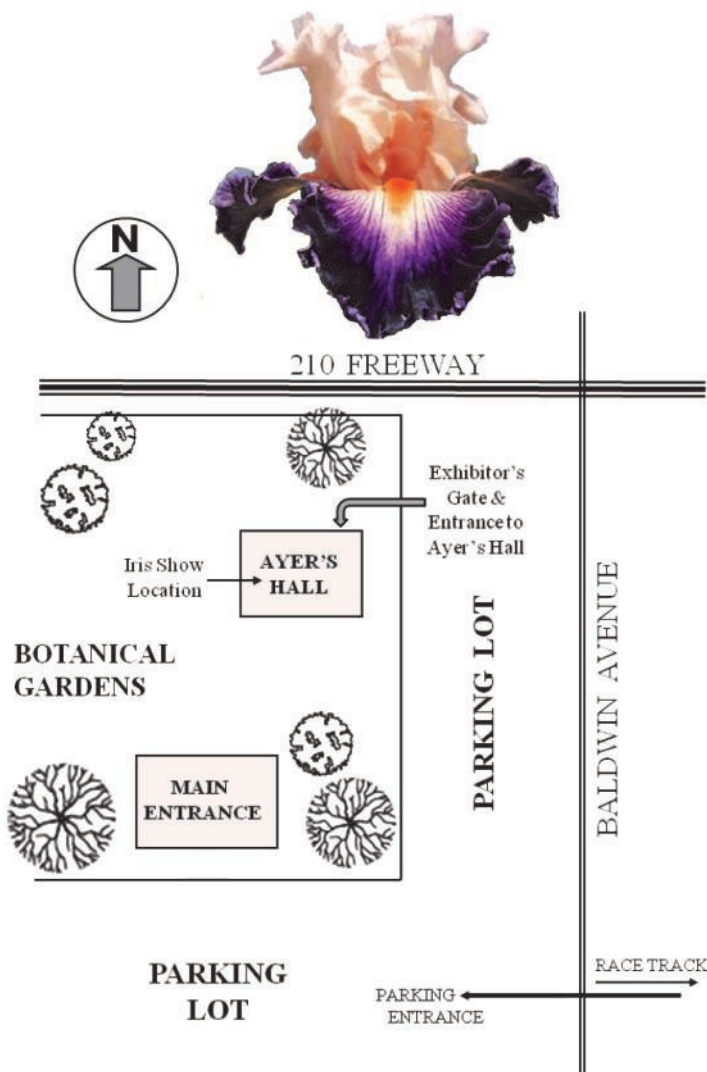 N
210 FREEWAY
Exhibitor's
Gate &
Entrance to
Ayer's Hall
Iris Show
Location
AYER'S
HALL
BOTANICAL
GARDENS
PARKING LOT
BALDWIN AVENUE
MAIN
ENTRANCE
PARKING
LOT
RACE TRACK
PARKING
ENTRANCE